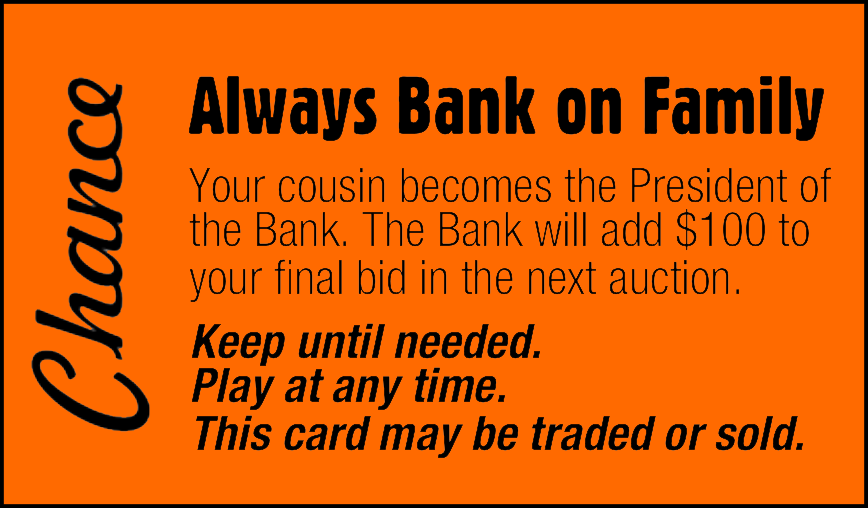 Chance
Always Bank on Family
Your cousin becomes the President of
the Bank. The Bank will add $100 to
your final bid in the next auction.
Keep until needed.
Play at any time.
This card may be traded or sold.